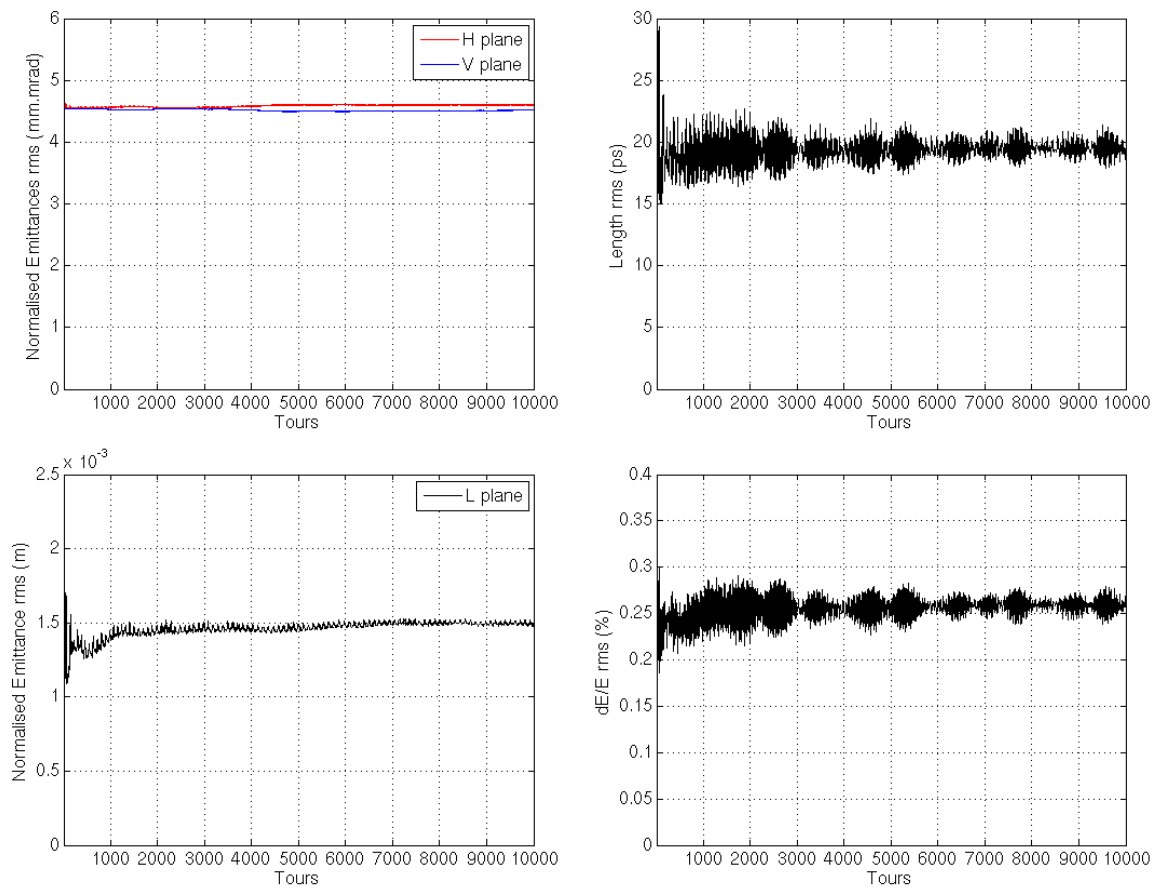 6
5
4
3
2
1
0
Normalised Emittances rms (mm.mrad)
H plane
V plane
1000 2000 3000 4000 5000 6000 7000 8000 9000 10000
Tours
30
25
20
15
10
5
0
Length rms (ps)
1000 2000 3000 4000 5000 6000 7000 8000 9000 10000
Tours
x 10^-3
2.5
2
1.5
1
0.5
0
Normalised Emittance rms (m)
L plane
1000 2000 3000 4000 5000 6000 7000 8000 9000 10000
Tours
0.4
0.35
0.3
0.25
0.2
0.15
0.1
0.05
0
dE/E rms (%)
1000 2000 3000 4000 5000 6000 7000 8000 9000 10000
Tours